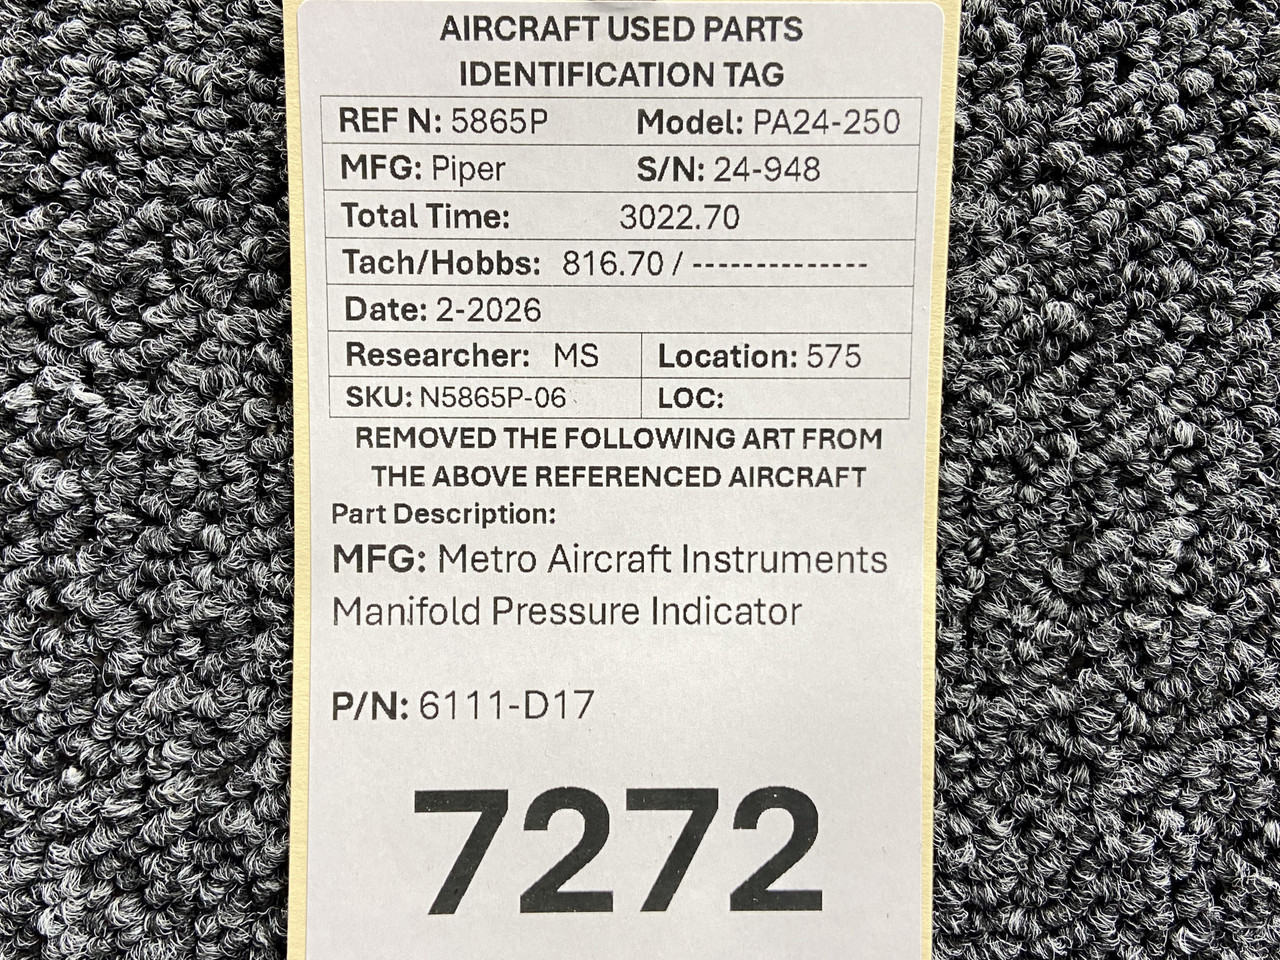 AIRCRAFT USED PARTS
IDENTIFICATION TAG
REF N: 5865P Model: PA24-250
MFG: Piper S/N: 24-948
Total Time: 3022.70
Tach/Hobbs: 816.70 / --------------
Date: 2-2026
Researcher: MS Location: 575
SKU: N5865P-06 LOC:
REMOVED THE FOLLOWING ART FROM
THE ABOVE REFERENCED AIRCRAFT
Part Description:
MFG: Metro Aircraft Instruments
Manifold Pressure Indicator
P/N: 6111-D17
7272